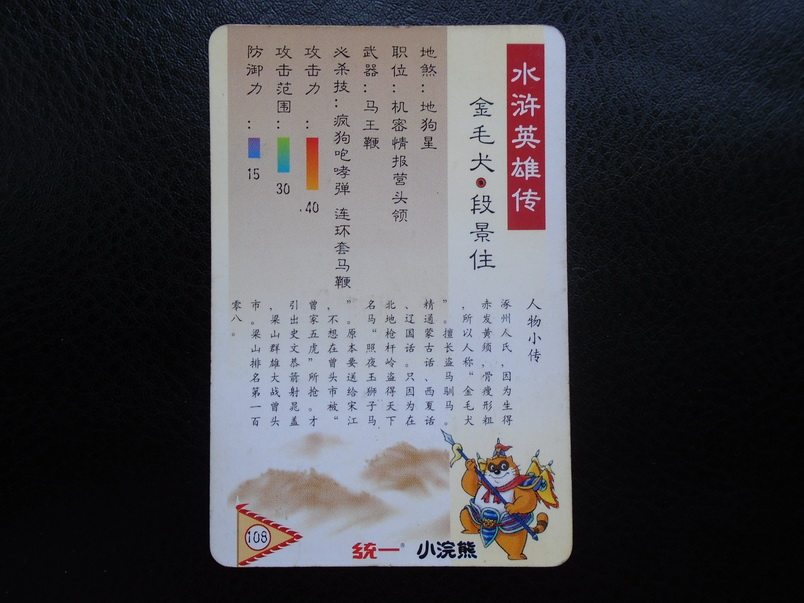 水浒英雄传
金毛犬·段景住
地煞：地狗星
职位：机密情报营头领
武器：马王鞭
必杀技：疯狗咆哮弹 连环套马鞭
攻击力：
40
攻击范围：
30
防御力：
15
人物小传
涿州人氏，因为生得
赤发黄须，骨瘦形粗
，所以人称“金毛犬
”。擅长盗马驯马。
精通蒙古话、西夏话
、辽国话。只因为在
北地枪杆岭盗得天下
名马“照夜玉狮子马
”。原本要送给宋江
，不想在曾头市被“
曾家五虎”所抢。才
引出史文恭箭射晁盖
，梁山群雄大战曾头
市。梁山排名第一百
零八。
108
统一® 小浣熊